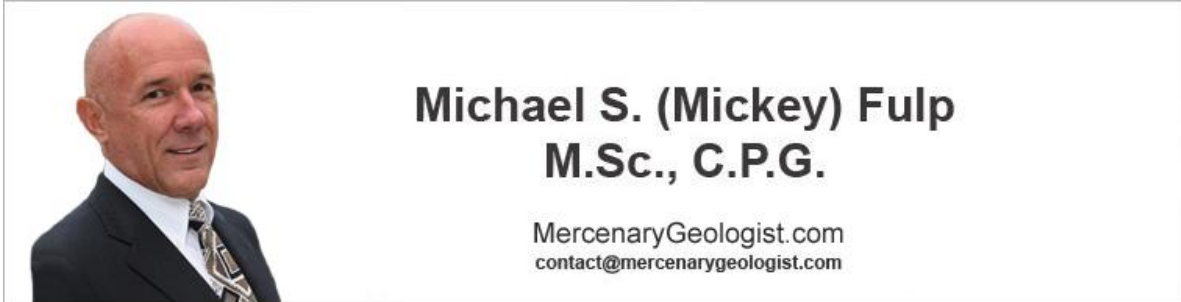 Michael S. (Mickey) Fulp
M.Sc., C.P.G.
MercenaryGeologist.com
contact@mercenarygeologist.com